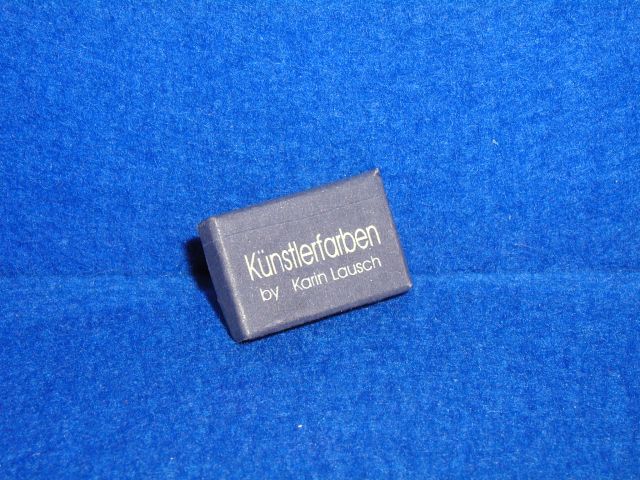 Künstlerfarben
by Karin Lausch